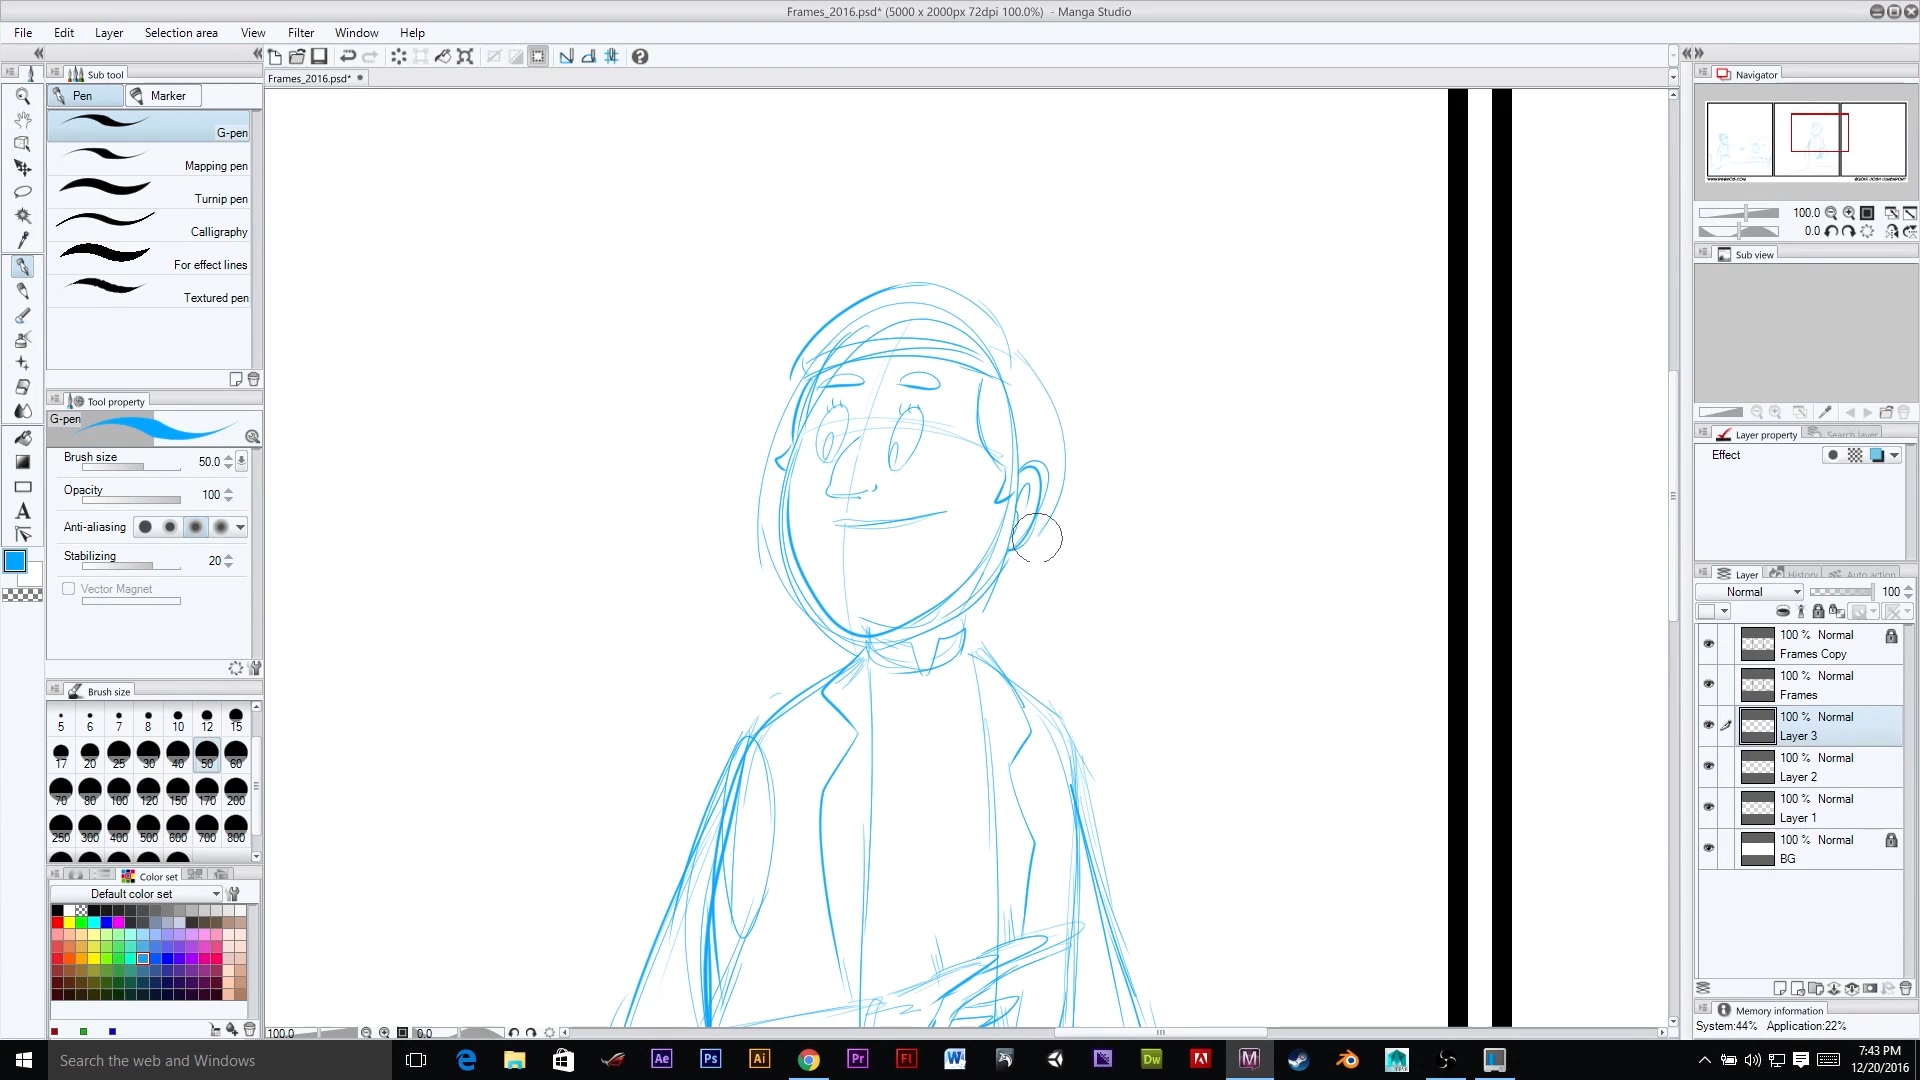 Frames_2016.psd* (5000 x 2000px 72dpi 100.0%) - Manga Studio
File Edit Layer Selection area View Filter Window Help
Sub tool
Pen Marker
G-pen
Mapping pen
Turnip pen
Calligraphy
For effect lines
Textured pen
Tool property
G-pen
Brush size 50.0
Opacity 100
Anti-aliasing
Stabilizing 20
Vector Magnet
Brush size
5 6 7 8 10 12 15
17 20 25 30 40 50 60
70 80 100 120 150 170 200
250 300 400 500 600 700 800
Color set
Default color set
Frames_2016.psd*
100.0 0.0
Navigator
100.0
0.0
Sub view
Layer property Search layer
Effect
Layer History Auto action
Normal 100
100 % Normal
Frames Copy
100 % Normal
Frames
100 % Normal
Layer 3
100 % Normal
Layer 2
100 % Normal
Layer 1
100 % Normal
BG
Memory information
System:44% Application:22%
Search the web and Windows
Ae Ps Ai Pr Fl W Dw M
7:43 PM
12/20/2016